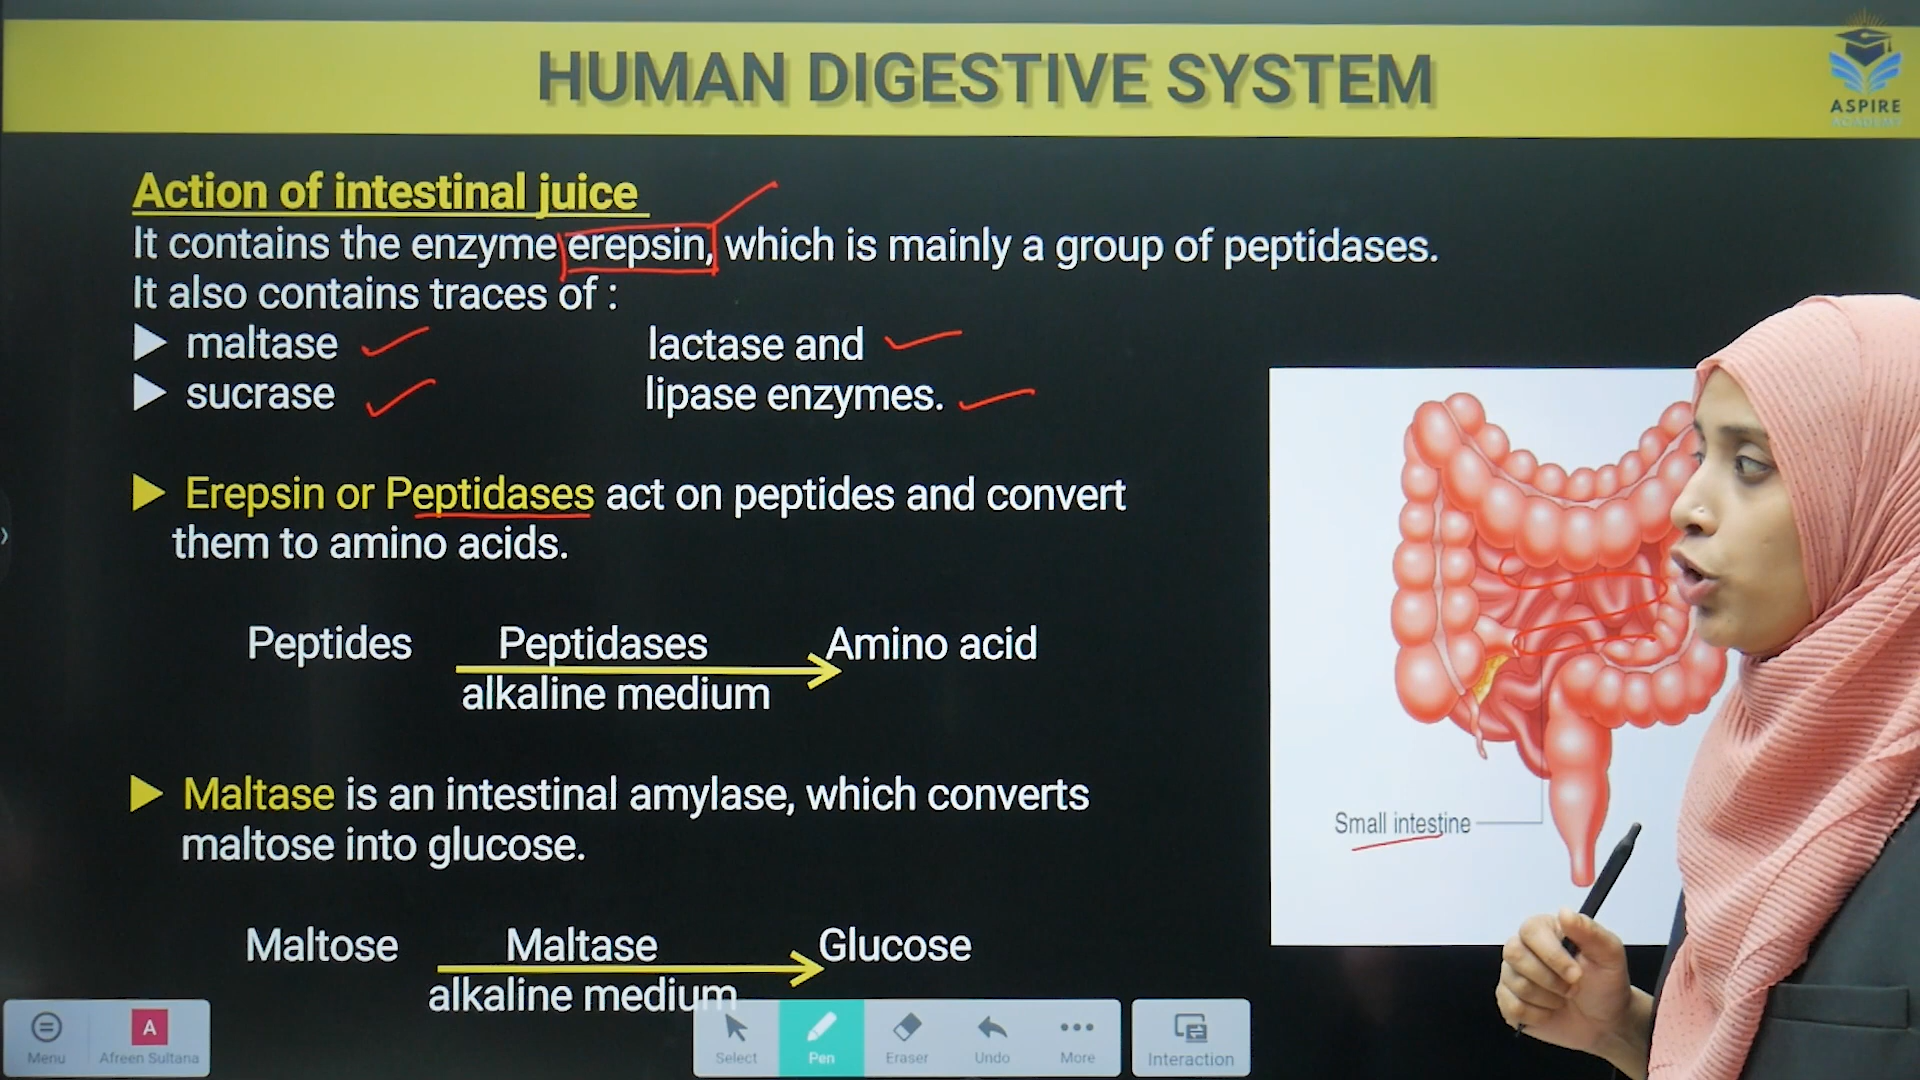 HUMAN DIGESTIVE SYSTEM
ASPIRE
ACADEMY
Action of intestinal juice
It contains the enzyme erepsin, which is mainly a group of peptidases.
It also contains traces of :
maltase lactase and
sucrase lipase enzymes.
Erepsin or Peptidases act on peptides and convert
them to amino acids.
Peptides Peptidases Amino acid
alkaline medium
Maltase is an intestinal amylase, which converts
maltose into glucose.
Small intestine
Maltose Maltase Glucose
alkaline medium
A
Menu Afreen Sultana Select Pen Eraser Undo More Interaction